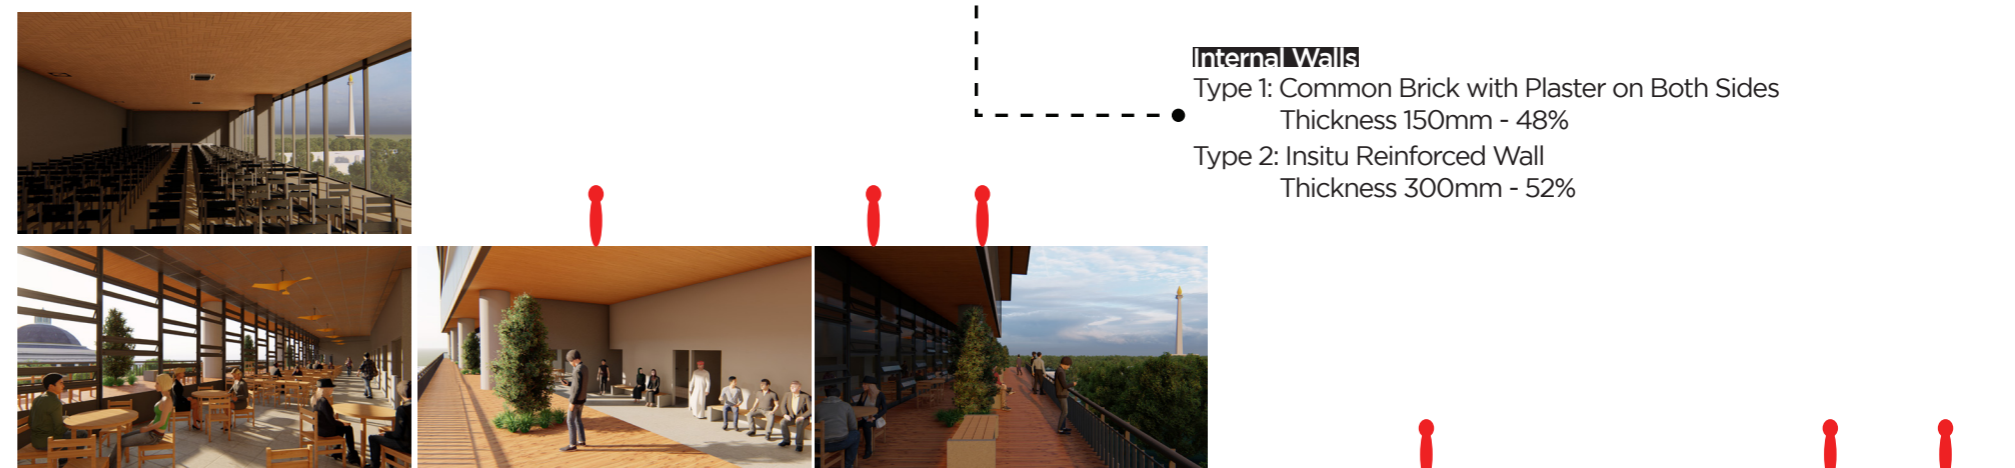 Internal Walls
Type 1: Common Brick with Plaster on Both Sides
Thickness 150mm - 48%
Type 2: Insitu Reinforced Wall
Thickness 300mm - 52%